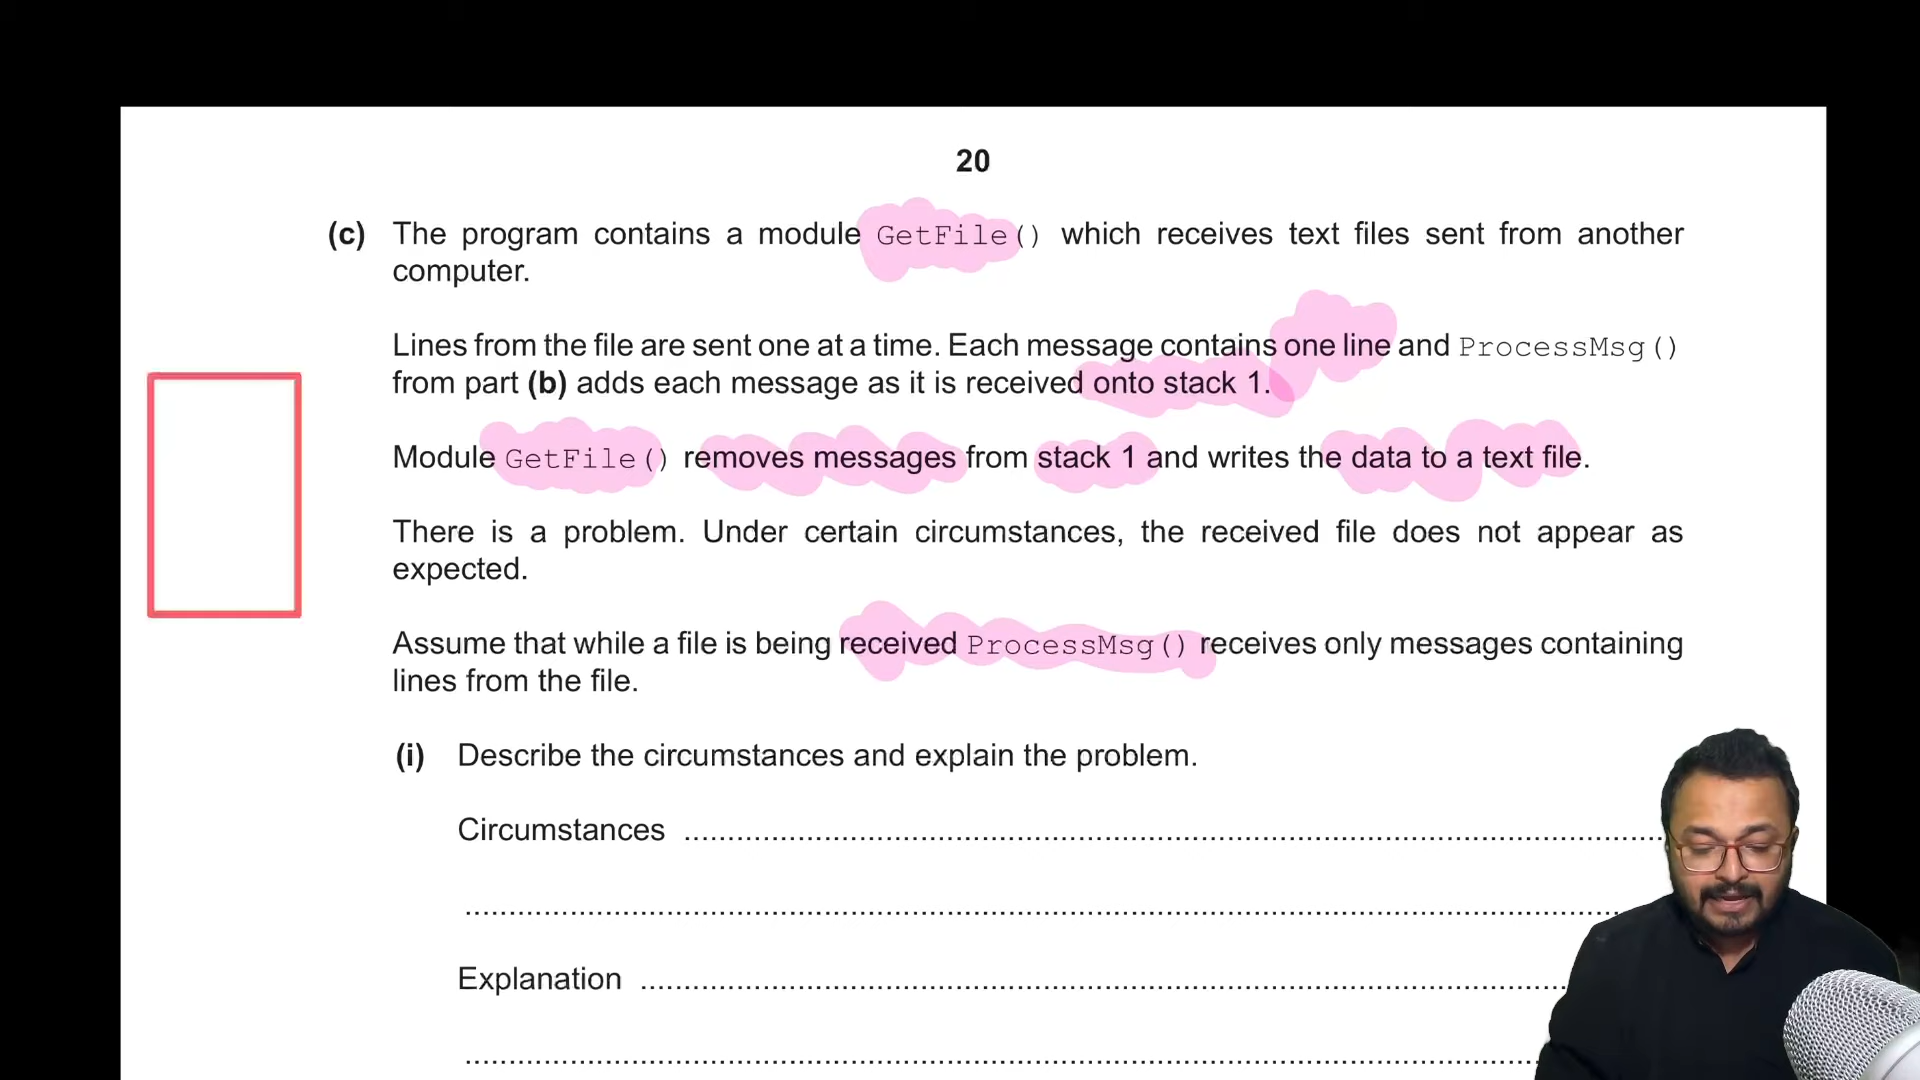 20
(c) The program contains a module GetFile() which receives text files sent from another
computer.
Lines from the file are sent one at a time. Each message contains one line and ProcessMsg()
from part (b) adds each message as it is received onto stack 1.
Module GetFile() removes messages from stack 1 and writes the data to a text file.
There is a problem. Under certain circumstances, the received file does not appear as
expected.
Assume that while a file is being received ProcessMsg() receives only messages containing
lines from the file.
(i) Describe the circumstances and explain the problem.
Circumstances
Explanation